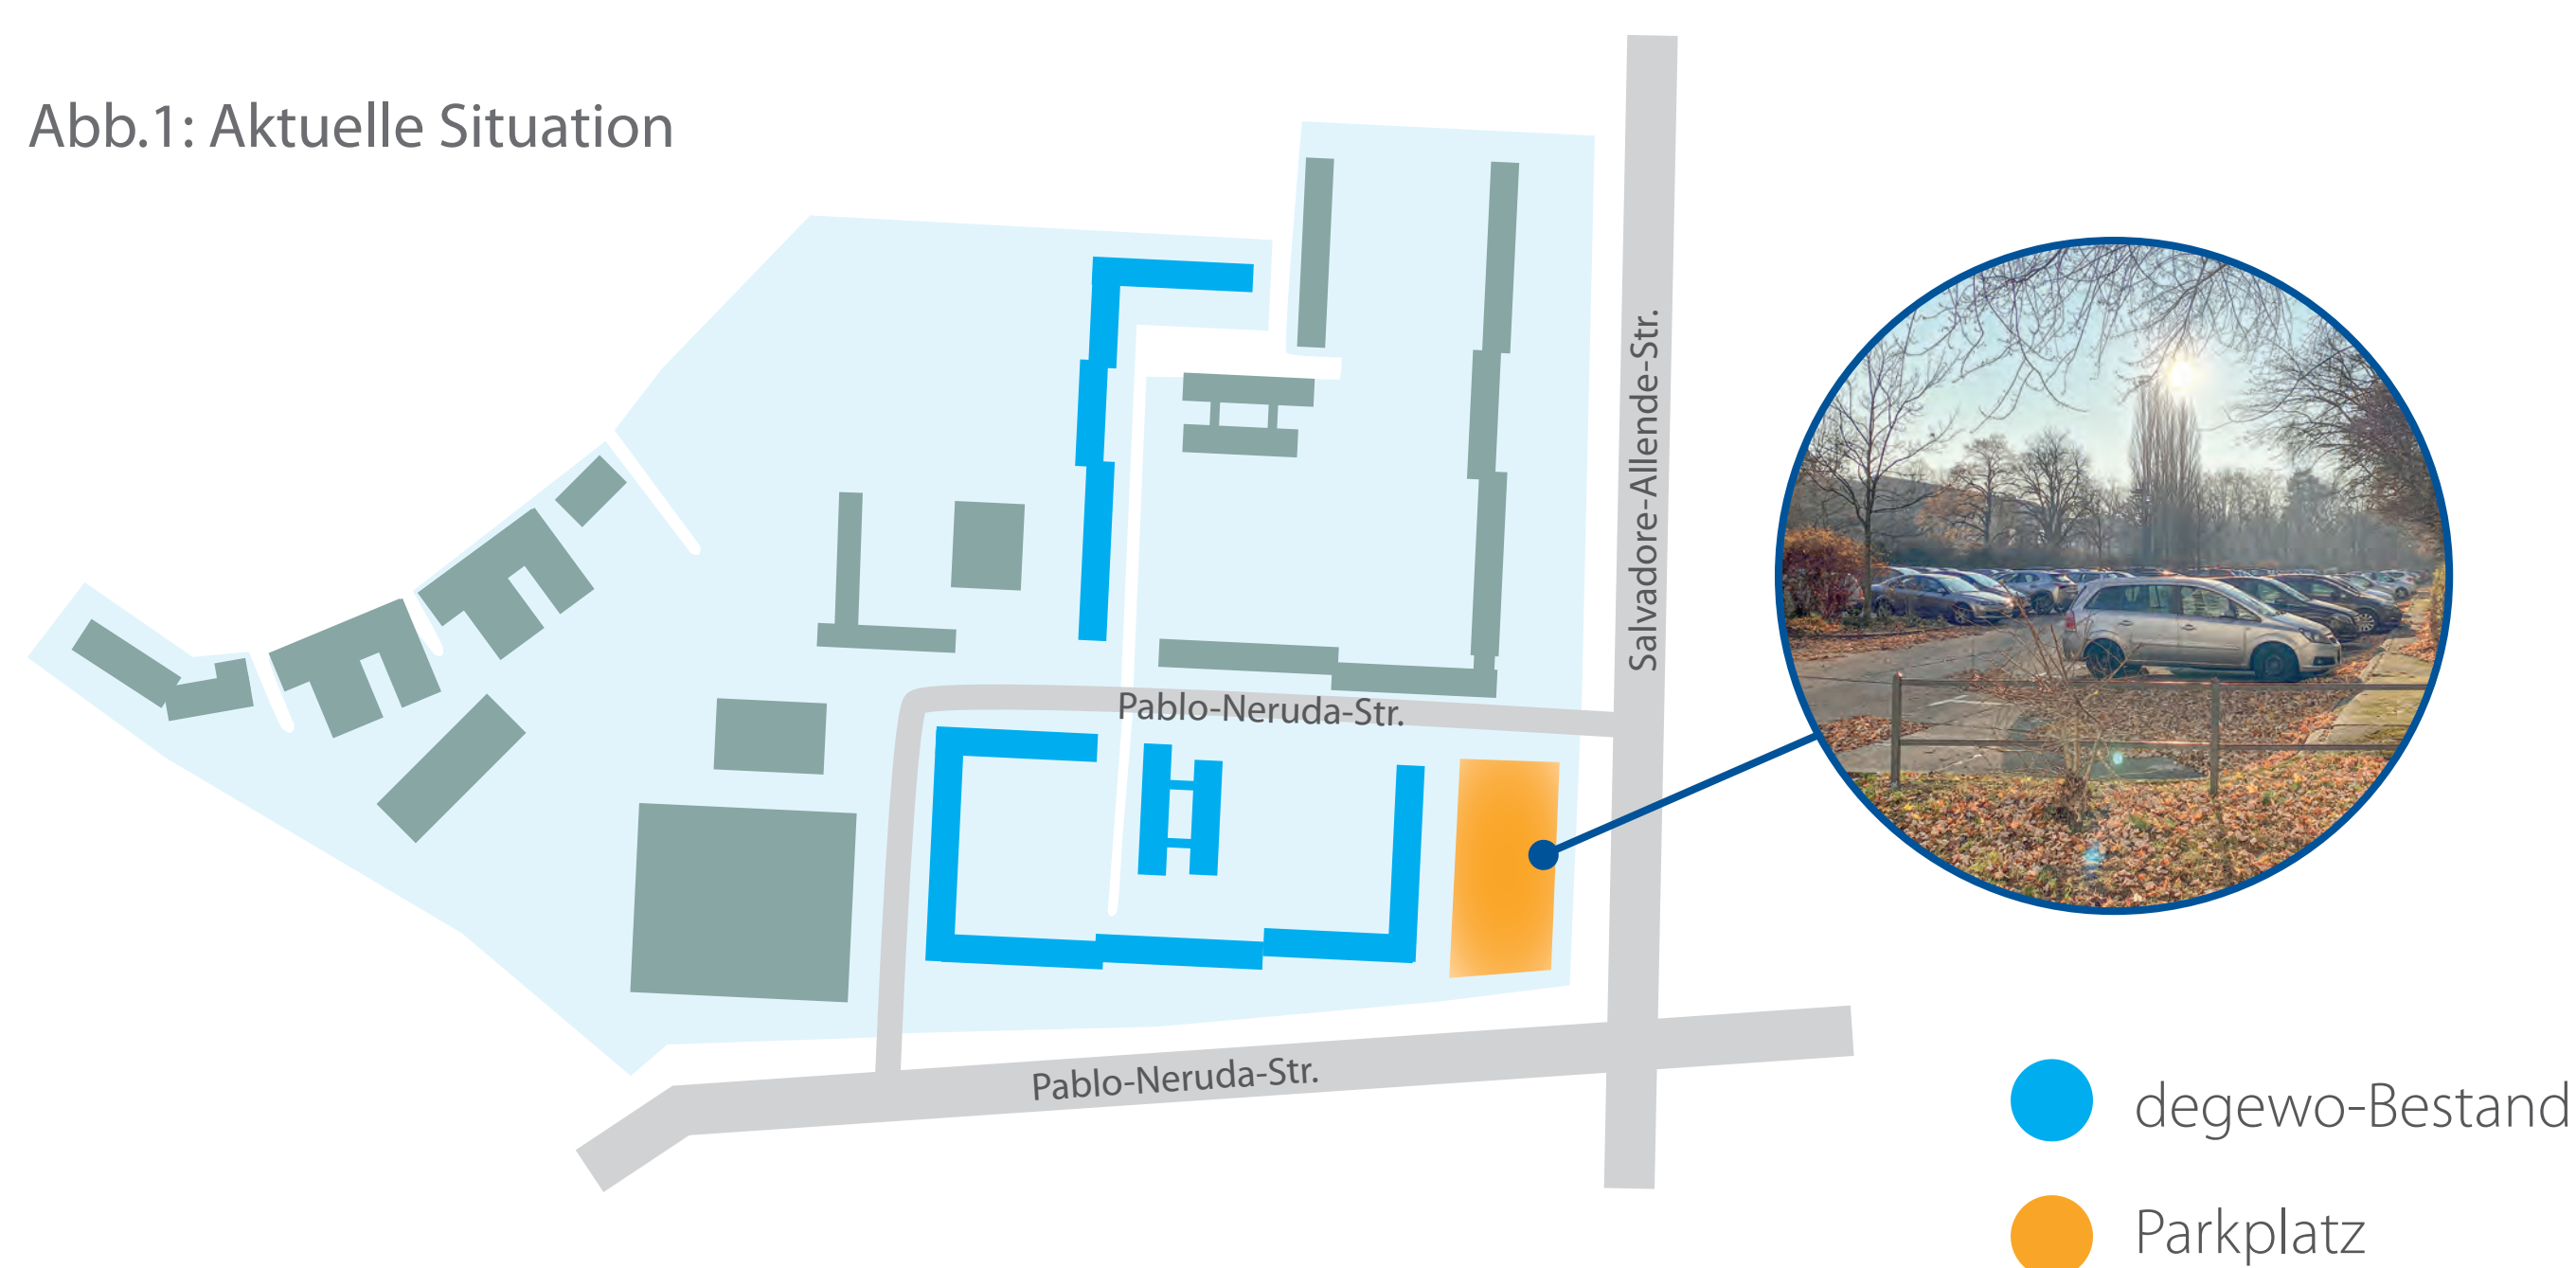 Abb.1: Aktuelle Situation
Salvadore-Allende-Str.
Pablo-Neruda-Str.
Pablo-Neruda-Str.
degewo-Bestand
Parkplatz